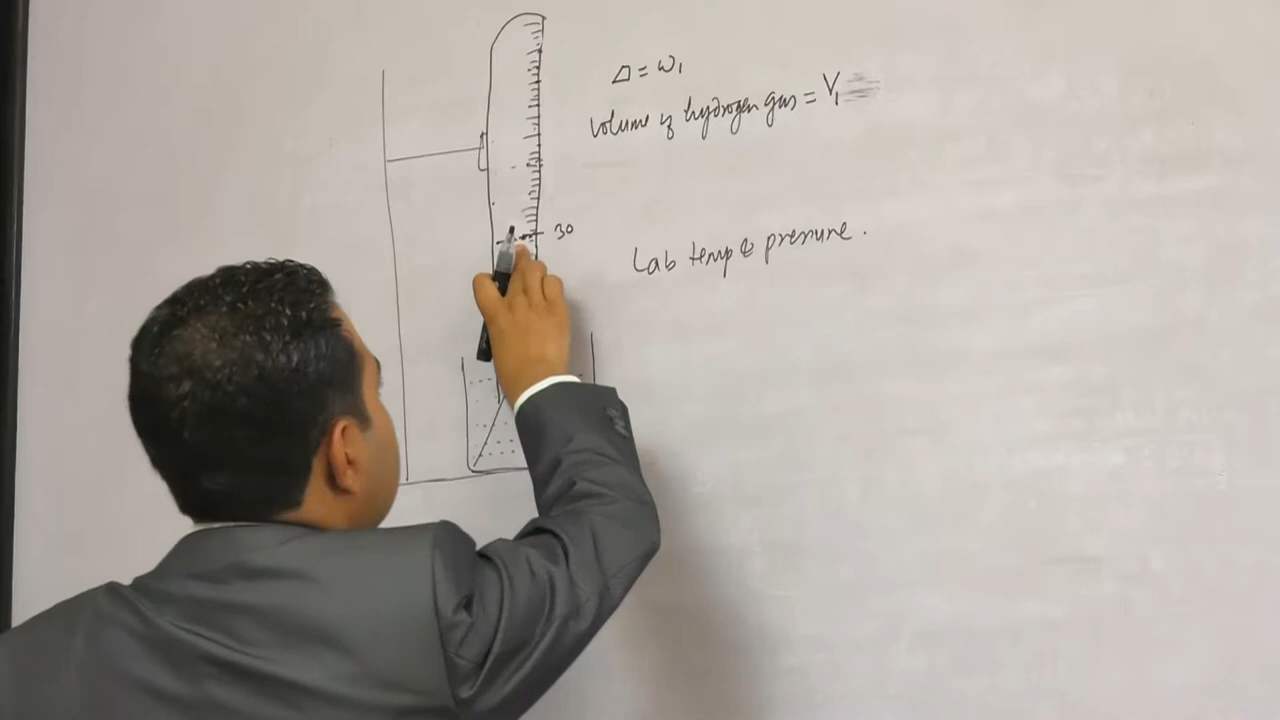 Δ = w₁
Volume of hydrogen gas = V₁
30
Lab temp & pressure.